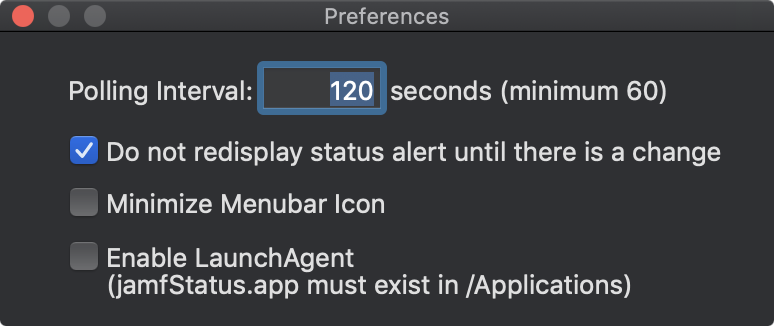 Preferences
Polling Interval: 120 seconds (minimum 60)
Do not redisplay status alert until there is a change
Minimize Menubar Icon
Enable LaunchAgent
(jamfStatus.app must exist in /Applications)